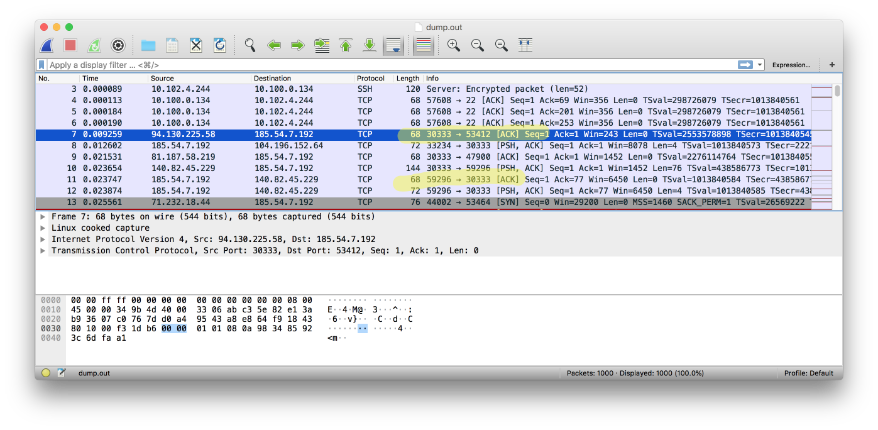 dump.out
Apply a display filter ... <⌘/>
Expression...
+
No. Time Source Destination Protocol Length Info
3 0.000089 10.102.4.244 10.100.0.134 SSH 120 Server: Encrypted packet (len=52)
4 0.000113 10.100.0.134 10.102.4.244 TCP 68 57608 → 22 [ACK] Seq=1 Ack=69 Win=356 Len=0 TSval=298726079 TSecr=1013840561
5 0.000184 10.100.0.134 10.102.4.244 TCP 68 57608 → 22 [ACK] Seq=1 Ack=201 Win=356 Len=0 TSval=298726079 TSecr=1013840561
6 0.000190 10.100.0.134 10.102.4.244 TCP 68 57608 → 22 [ACK] Seq=1 Ack=253 Win=356 Len=0 TSval=298726079 TSecr=1013840561
7 0.009259 94.130.225.58 185.54.7.192 TCP 68 30333 → 53412 [ACK] Seq=1 Ack=1 Win=243 Len=0 TSval=2553578898 TSecr=101384054
8 0.012602 185.54.7.192 104.196.152.64 TCP 72 33234 → 30333 [PSH, ACK] Seq=1 Ack=1 Win=8078 Len=4 TSval=1013840573 TSecr=222
9 0.021531 81.187.58.219 185.54.7.192 TCP 68 30333 → 47900 [ACK] Seq=1 Ack=1 Win=1452 Len=0 TSval=2276114764 TSecr=10138405
10 0.023654 140.82.45.229 185.54.7.192 TCP 144 30333 → 59296 [PSH, ACK] Seq=1 Ack=1 Win=1452 Len=76 TSval=438586773 TSecr=101
11 0.023747 185.54.7.192 140.82.45.229 TCP 68 59296 → 30333 [ACK] Seq=1 Ack=77 Win=6450 Len=0 TSval=1013840584 TSecr=43858677
12 0.023874 185.54.7.192 140.82.45.229 TCP 72 59296 → 30333 [PSH, ACK] Seq=1 Ack=77 Win=6450 Len=4 TSval=1013840585 TSecr=43
13 0.025561 71.232.18.44 185.54.7.192 TCP 76 44002 → 53464 [SYN] Seq=0 Win=29200 Len=0 MSS=1460 SACK_PERM=1 TSval=26569222
Frame 7: 68 bytes on wire (544 bits), 68 bytes captured (544 bits)
Linux cooked capture
Internet Protocol Version 4, Src: 94.130.225.58, Dst: 185.54.7.192
Transmission Control Protocol, Src Port: 30333, Dst Port: 53412, Seq: 1, Ack: 1, Len: 0
0000 00 00 ff ff 00 00 00 00 00 00 00 00 00 00 08 00 ········ ········
0010 45 00 00 34 9b 4d 40 00 33 06 ab c3 5e 82 e1 3a E··4·M@· 3···^··:
0020 b9 36 07 c0 76 7d d0 a4 95 43 a8 e8 64 f9 18 43 ·6··v}·· ·C··d··C
0030 80 10 00 f3 1d b6 00 00 01 01 08 0a 98 34 85 92 ········ ·····4··
0040 3c 6d fa a1 <m··
dump.out
Packets: 1000 · Displayed: 1000 (100.0%)
Profile: Default